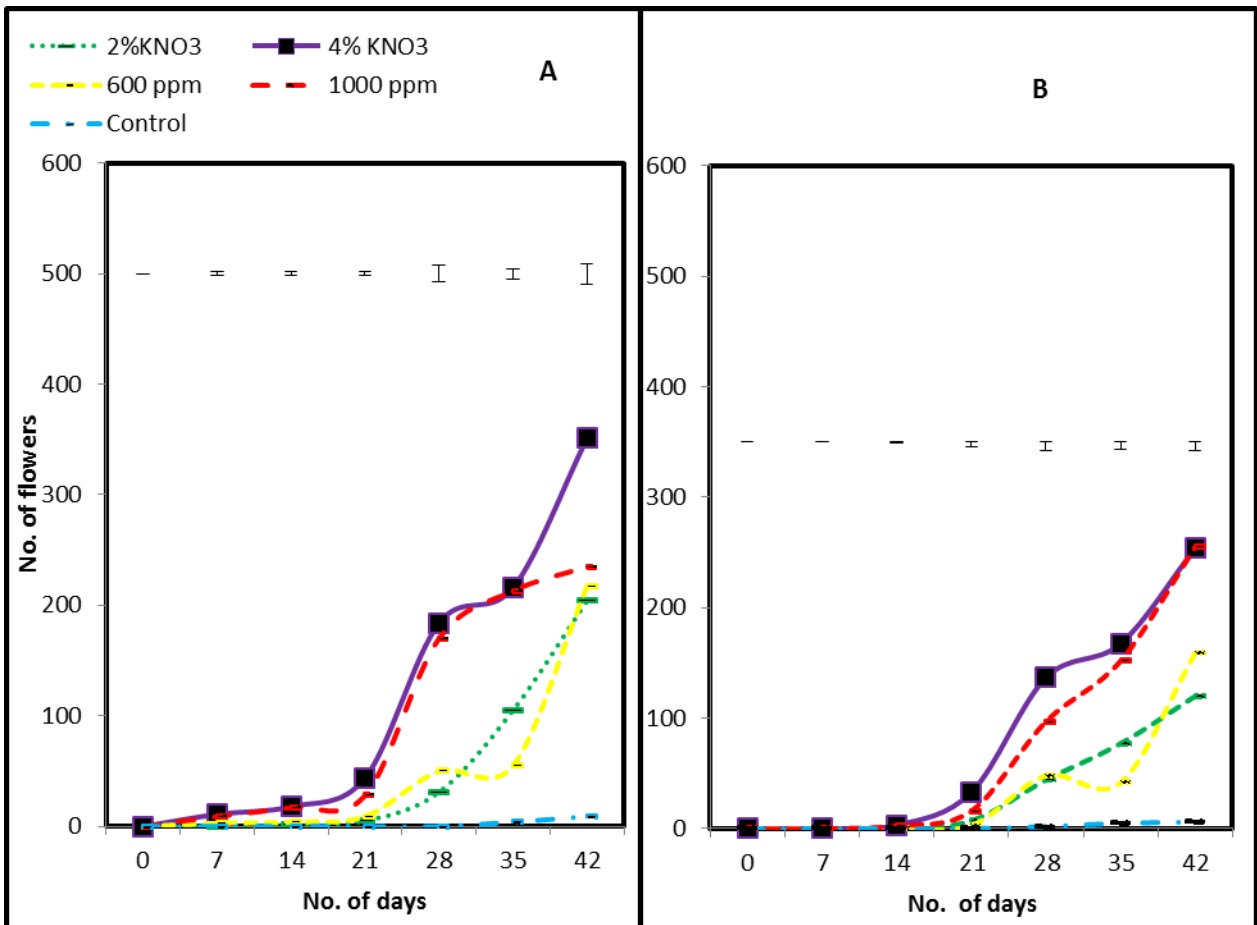 2%KNO3 4% KNO3
600 ppm 1000 ppm
Control
A
600
500
400
300
200
100
0
No. of flowers
0 7 14 21 28 35 42
No. of days
B
600
500
400
300
200
100
0
0 7 14 21 28 35 42
No. of days